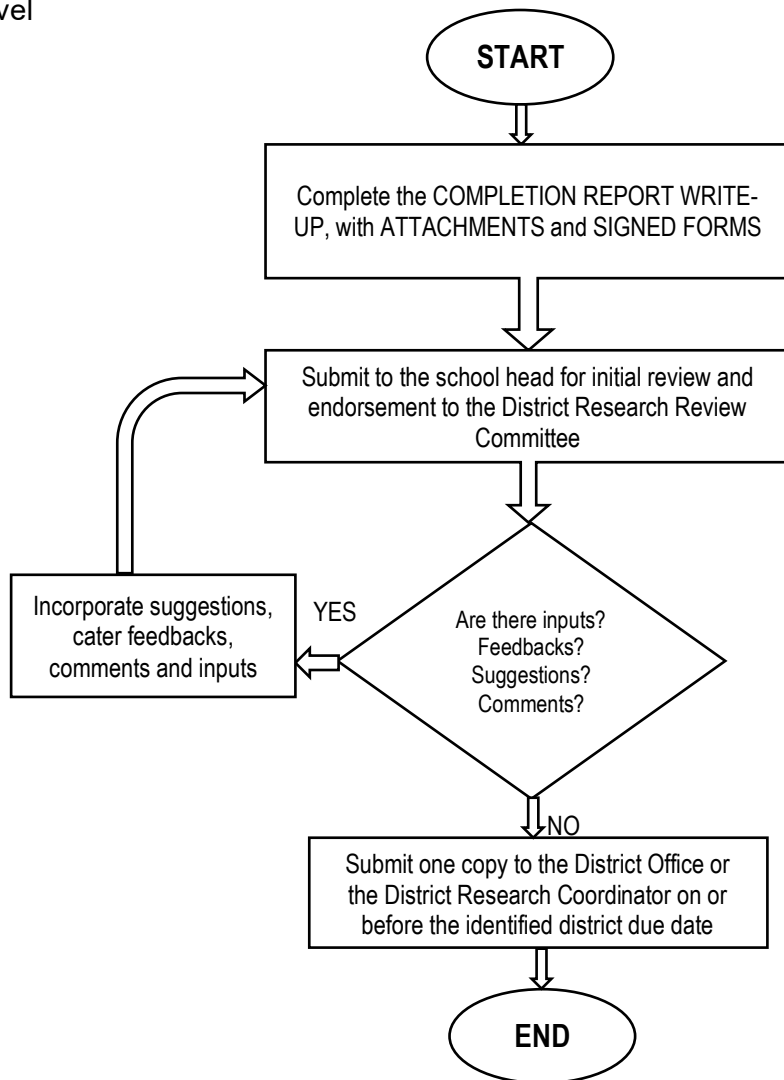 START
Complete the COMPLETION REPORT WRITE-
UP, with ATTACHMENTS and SIGNED FORMS
Submit to the school head for initial review and
endorsement to the District Research Review
Committee
Incorporate suggestions,
cater feedbacks,
comments and inputs
YES
Are there inputs?
Feedbacks?
Suggestions?
Comments?
NO
Submit one copy to the District Office or
the District Research Coordinator on or
before the identified district due date
END